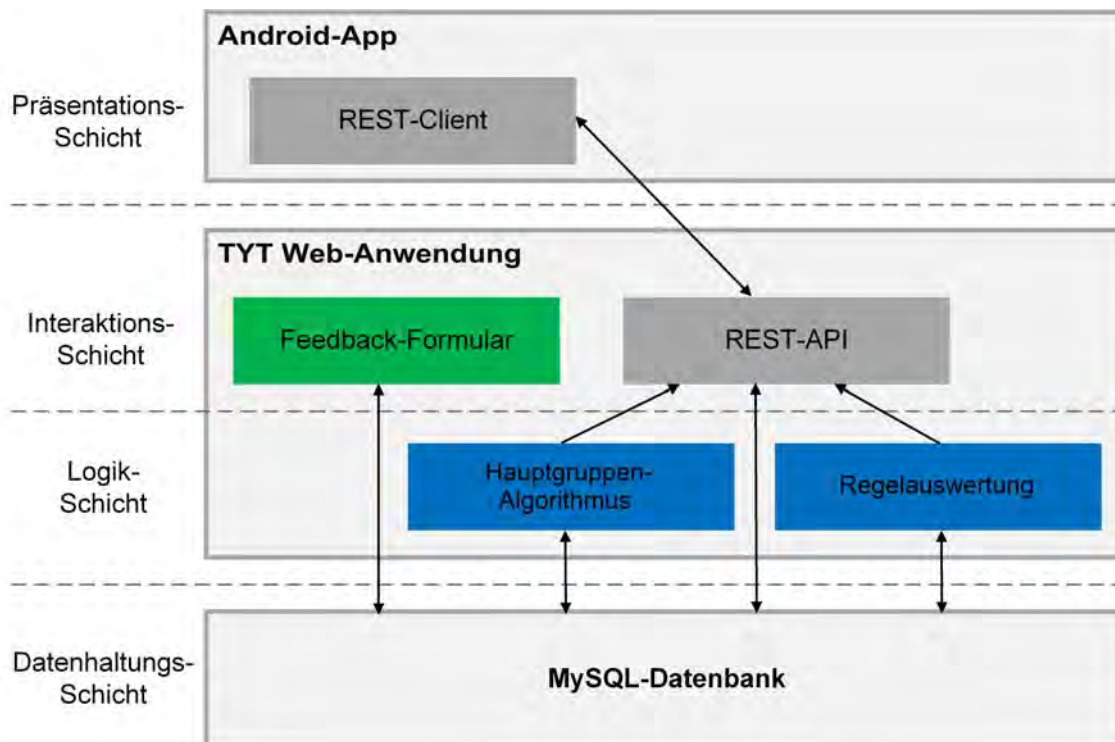 Android-App
Präsentations-
Schicht
REST-Client
TYT Web-Anwendung
Interaktions-
Schicht
Feedback-Formular
REST-API
Logik-
Schicht
Hauptgruppen-
Algorithmus
Regelauswertung
Datenhaltungs-
Schicht
MySQL-Datenbank